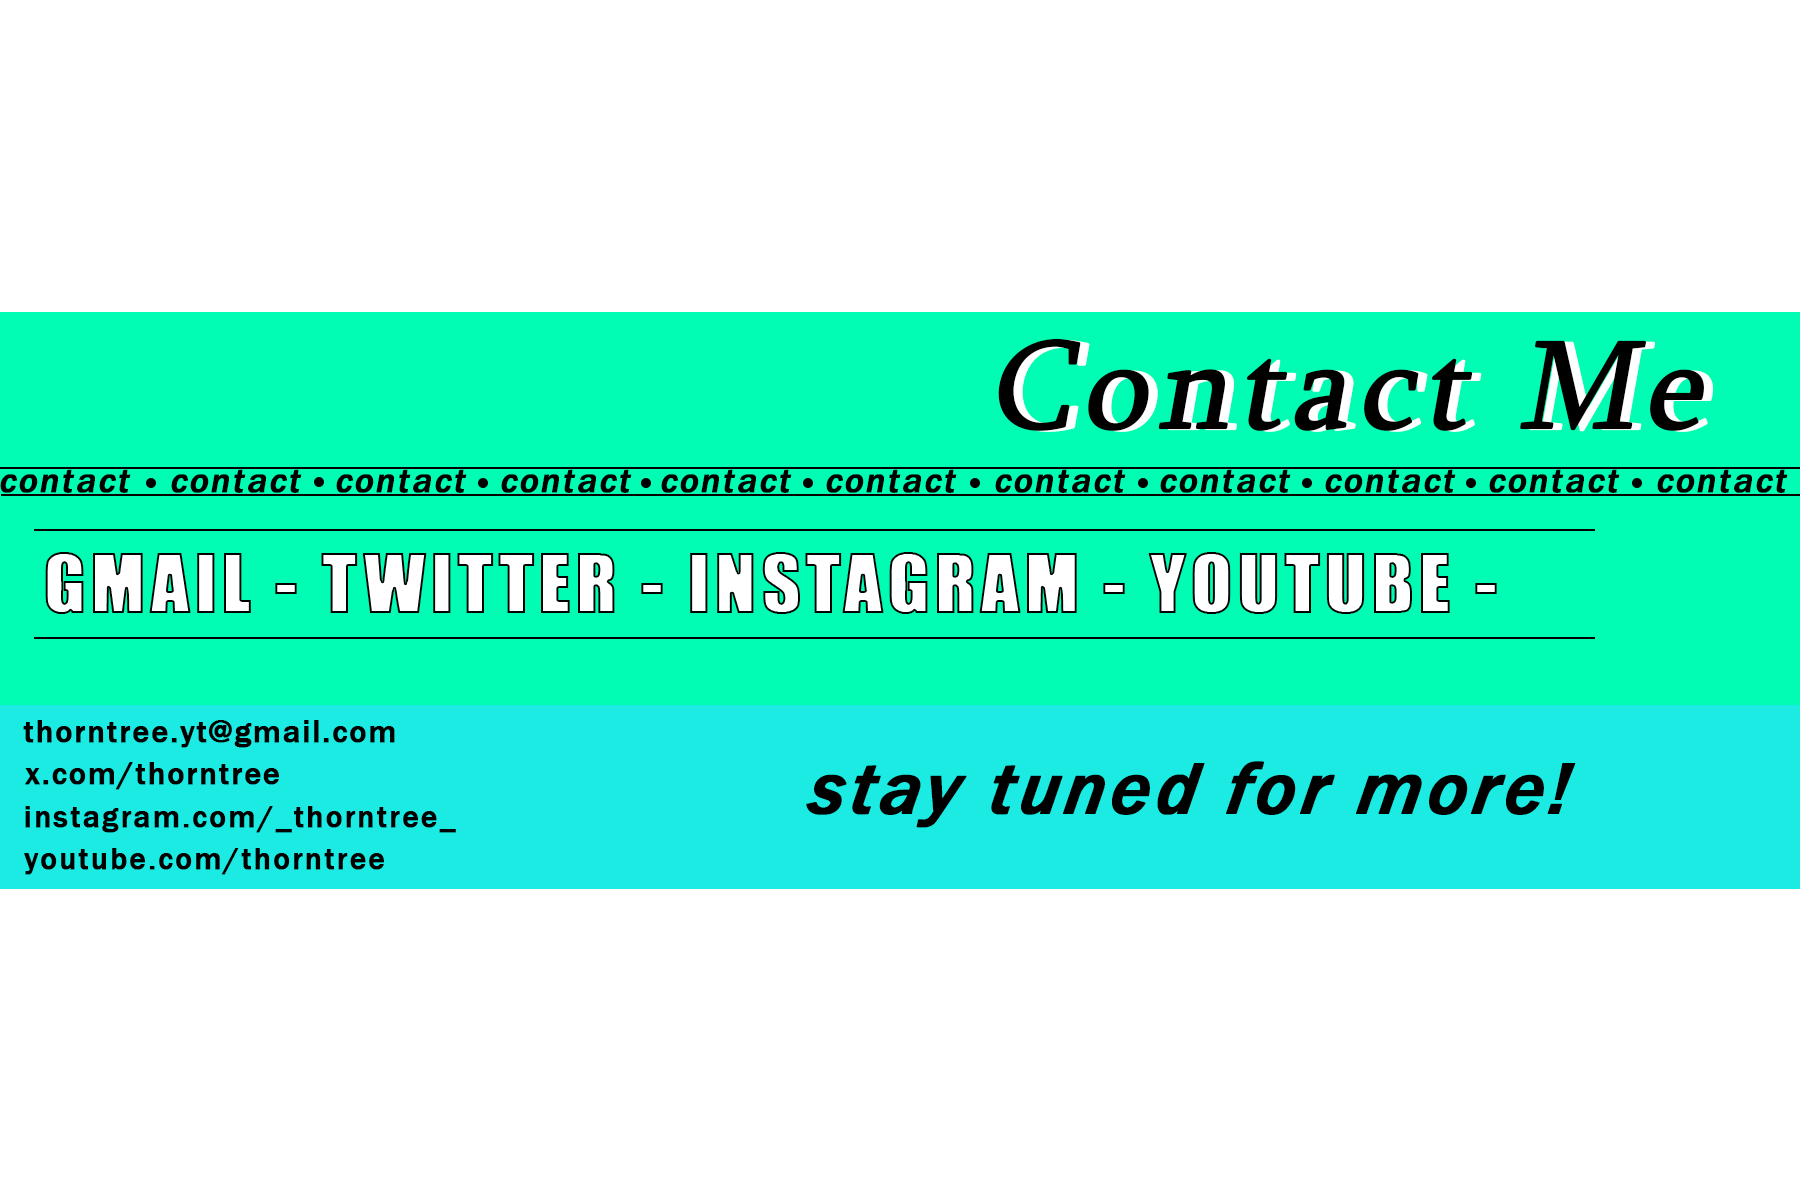 Contact Me
contact • contact • contact • contact • contact • contact • contact • contact • contact • contact • contact
GMAIL - TWITTER - INSTAGRAM - YOUTUBE -
thorntree.yt@gmail.com
x.com/thorntree
instagram.com/_thorntree_
youtube.com/thorntree
stay tuned for more!